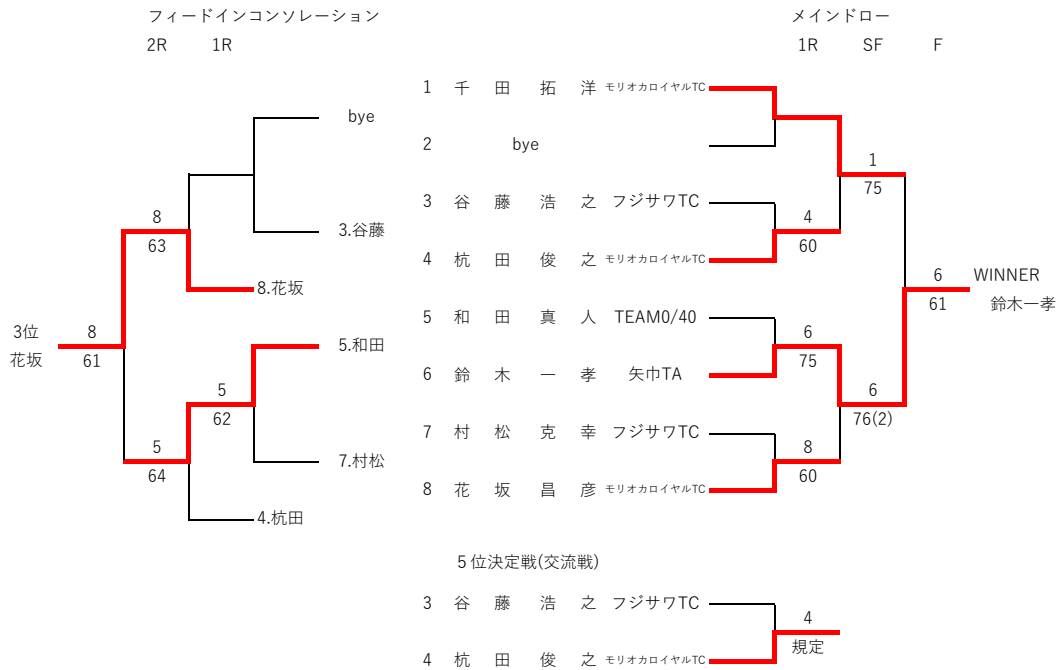 フィードインコンソレーション
2R 1R
bye
3.谷藤
8
63
8.花坂
3位
花坂
8
61
5.和田
5
62
7.村松
5
64
4.杭田
メインドロー
1R SF F
1 千田 拓洋 モリオカロイヤルTC
2 bye
1
75
3 谷藤 浩之 フジサワTC
4
60
4 杭田 俊之 モリオカロイヤルTC
6
61
WINNER
鈴木一孝
5 和田 真人 TEAM0/40
6
75
6 鈴木 一孝 矢巾TA
6
76(2)
7 村松 克幸 フジサワTC
8
60
8 花坂 昌彦 モリオカロイヤルTC
５位決定戦(交流戦)
3 谷藤 浩之 フジサワTC
4
規定
4 杭田 俊之 モリオカロイヤルTC